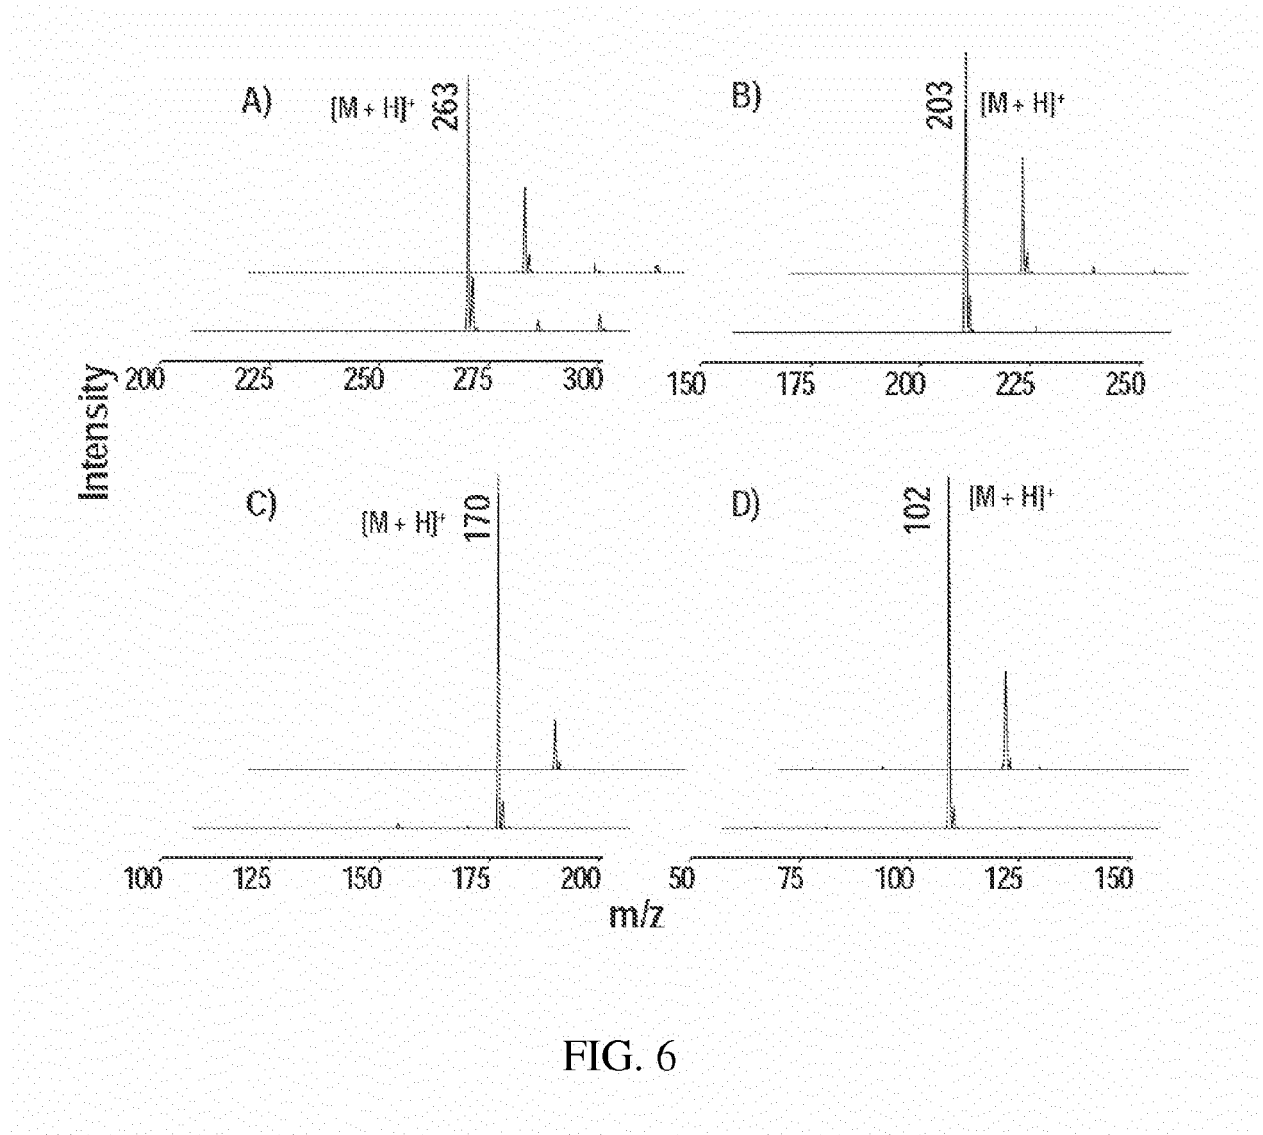 A)
[M + H]⁺
263
B)
203
[M + H]⁺
Intensity
200 225 250 275 300
150 175 200 225 250
C)
[M + H]⁺
170
D)
102
[M + H]⁺
100 125 150 175 200
50 75 100 125 150
m/z
FIG. 6